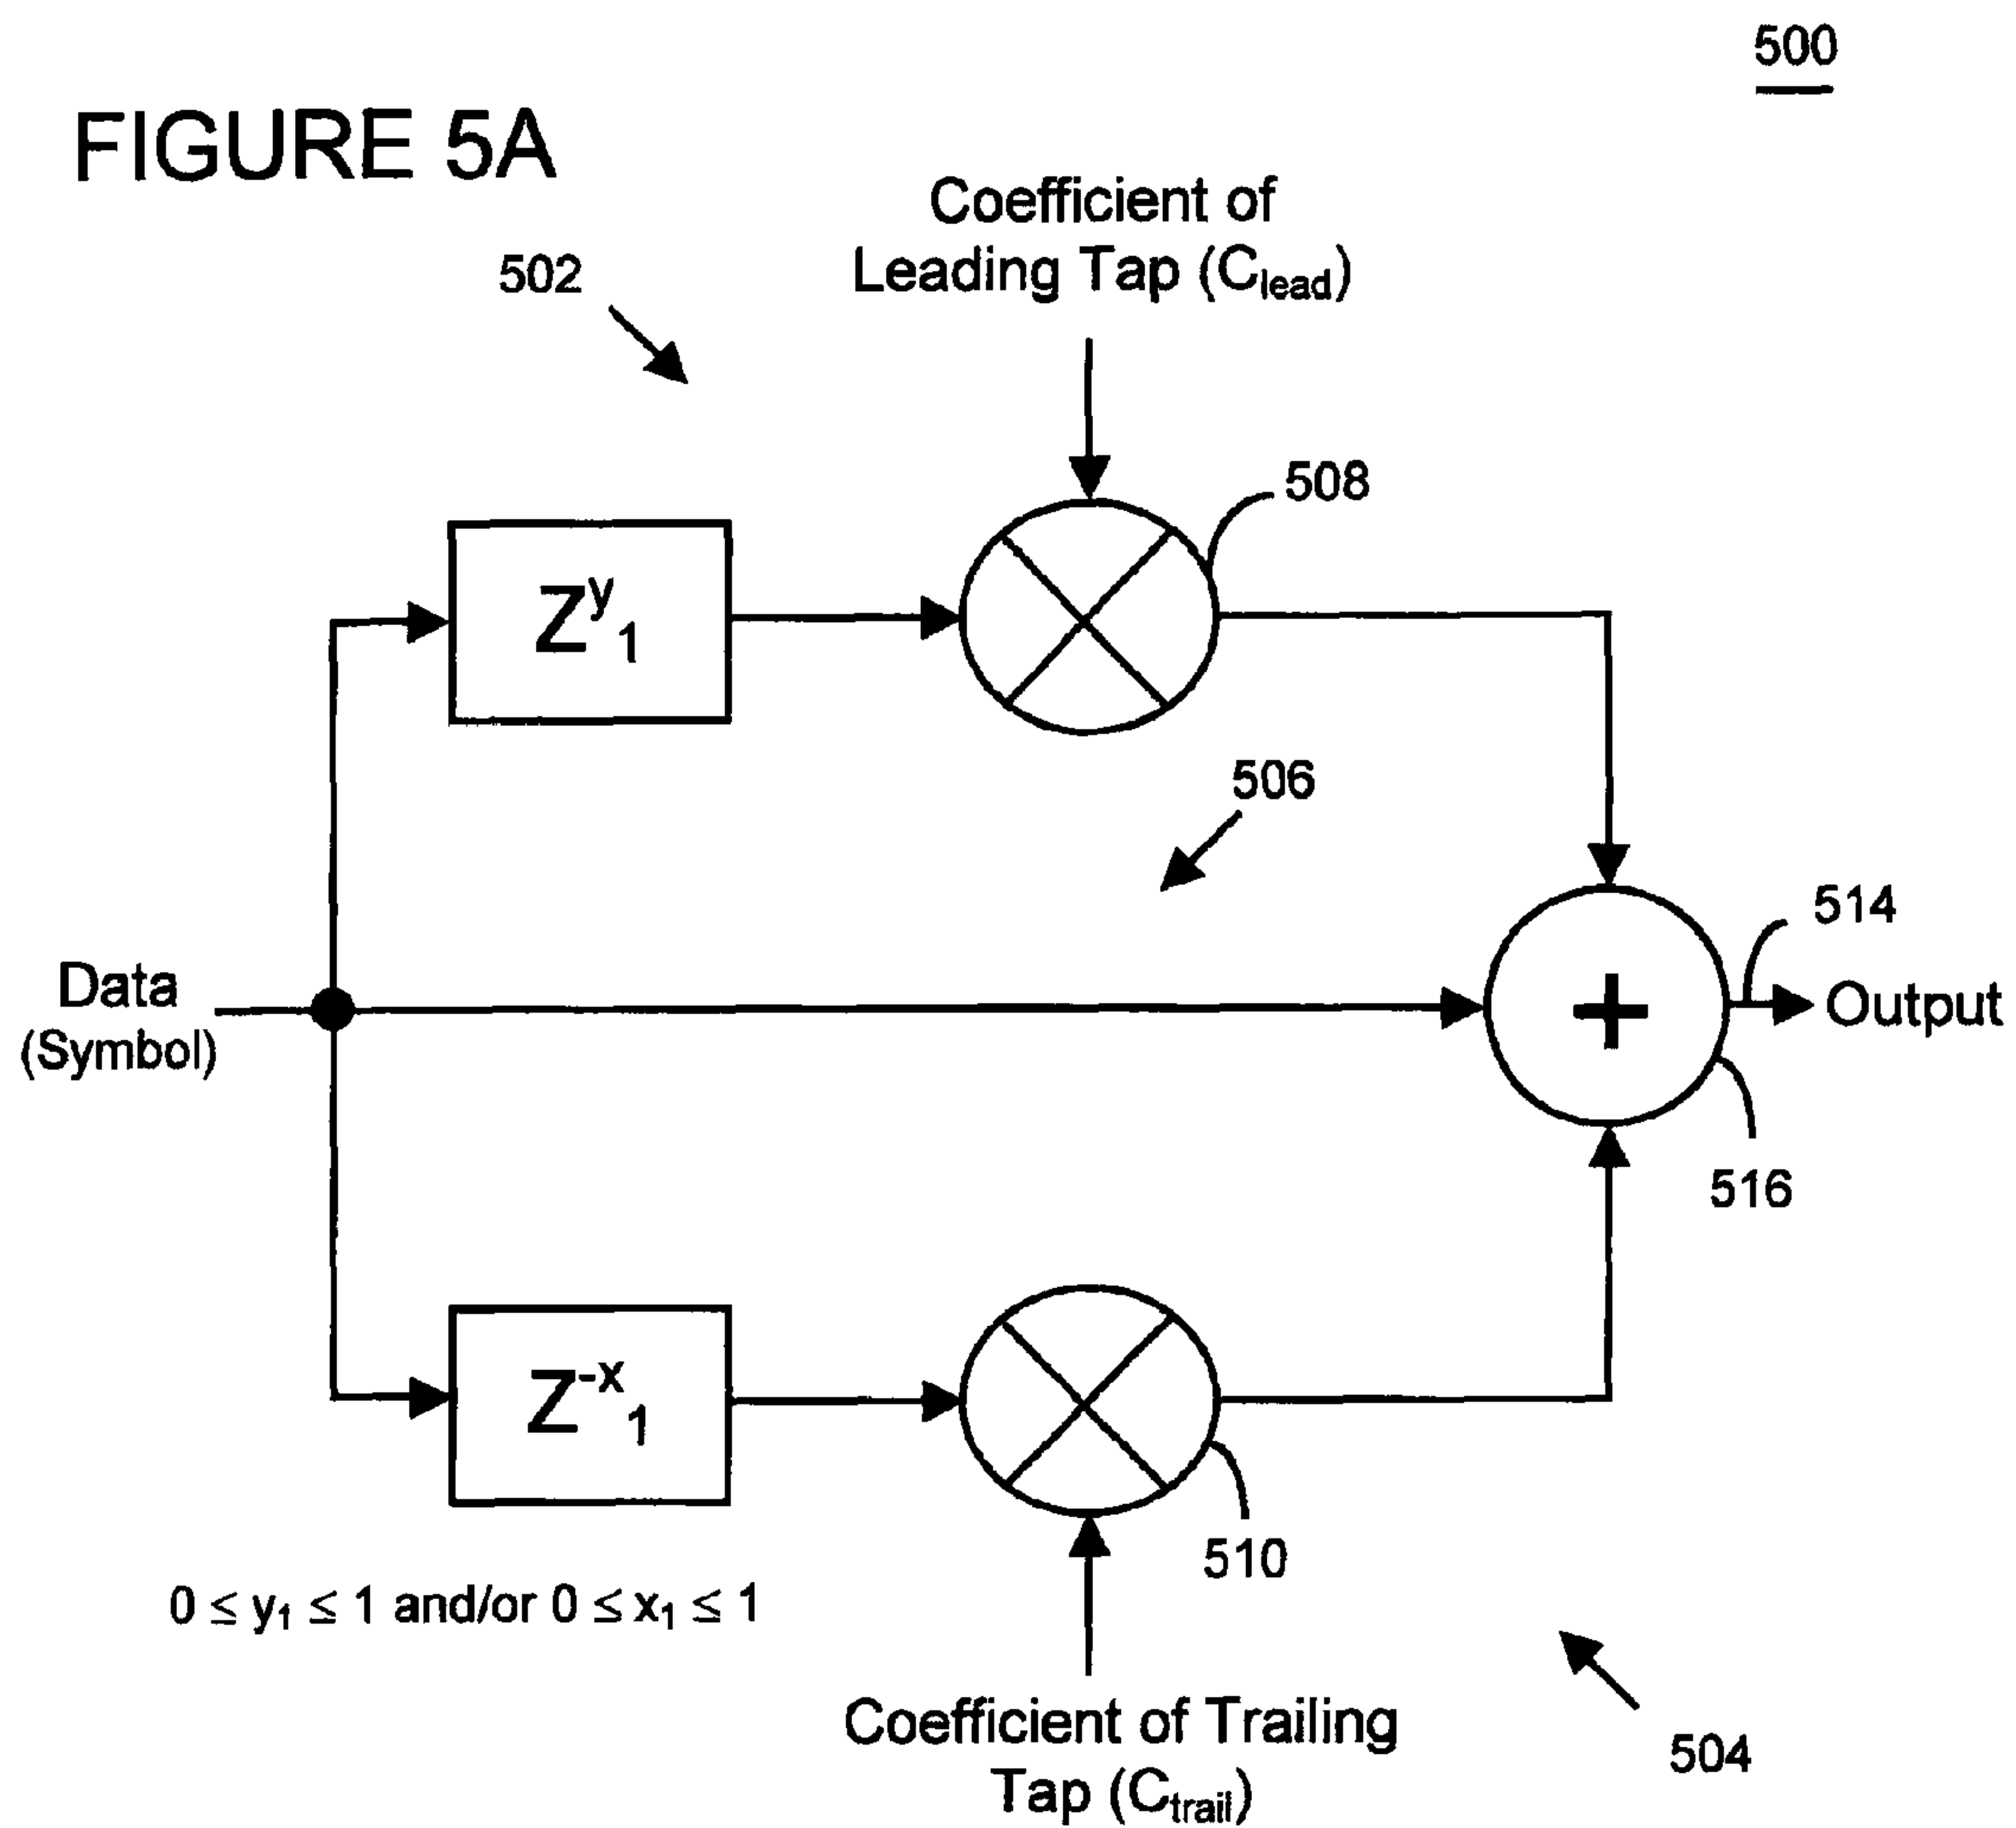 500
FIGURE 5A
Coefficient of
Leading Tap (Clead)
502
508
Zy1
506
514
Data
(Symbol)
+
Output
516
Z-x1
510
0 ≤ y1 ≤ 1 and/or 0 ≤ x1 ≤ 1
Coefficient of Trailing
Tap (Ctrail)
504